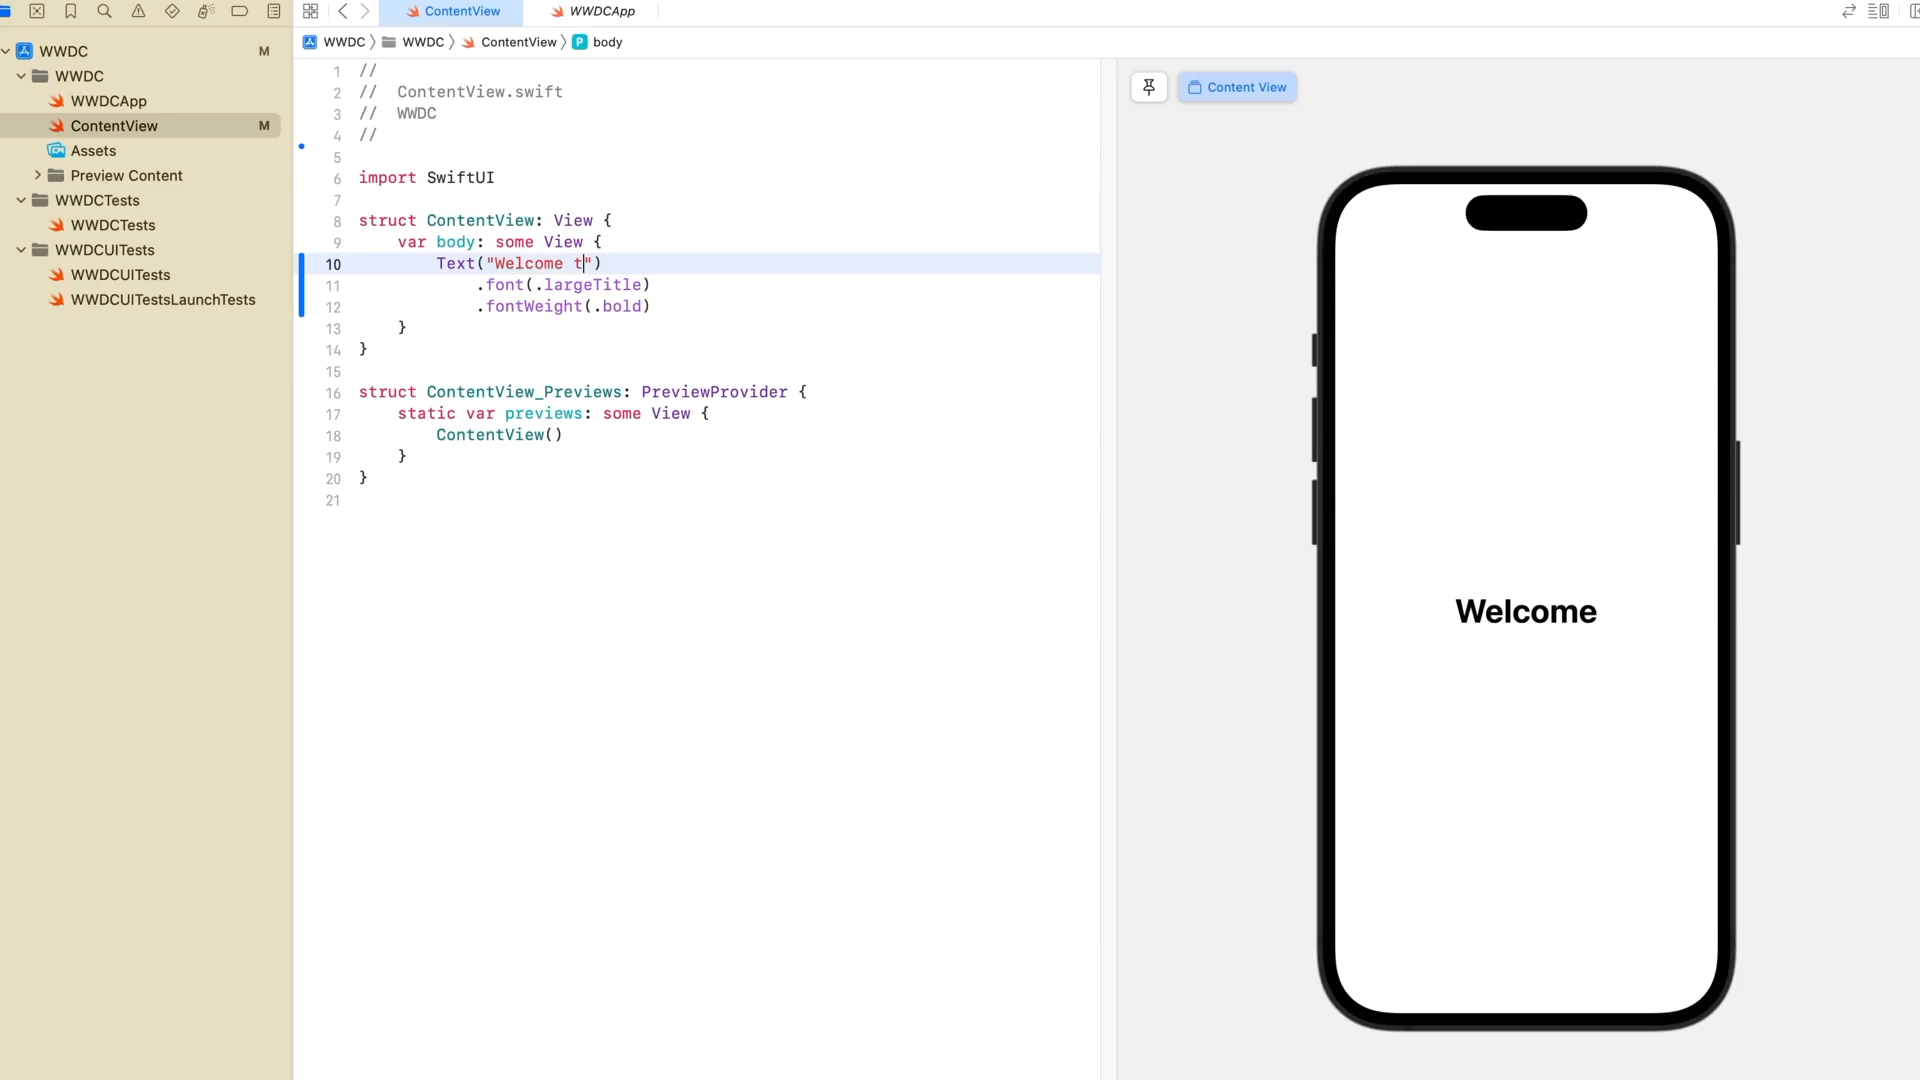 ContentView
WWDCApp
WWDC
M
WWDC
WWDCApp
ContentView
M
Assets
Preview Content
WWDCTests
WWDCTests
WWDCUITests
WWDCUITests
WWDCUITestsLaunchTests
WWDC 〉 WWDC 〉 ContentView 〉 P body
1 //
2 //  ContentView.swift
3 //  WWDC
4 //
5
6 import SwiftUI
7
8 struct ContentView: View {
9     var body: some View {
10         Text("Welcome t")
11             .font(.largeTitle)
12             .fontWeight(.bold)
13     }
14 }
15
16 struct ContentView_Previews: PreviewProvider {
17     static var previews: some View {
18         ContentView()
19     }
20 }
21
Content View
Welcome